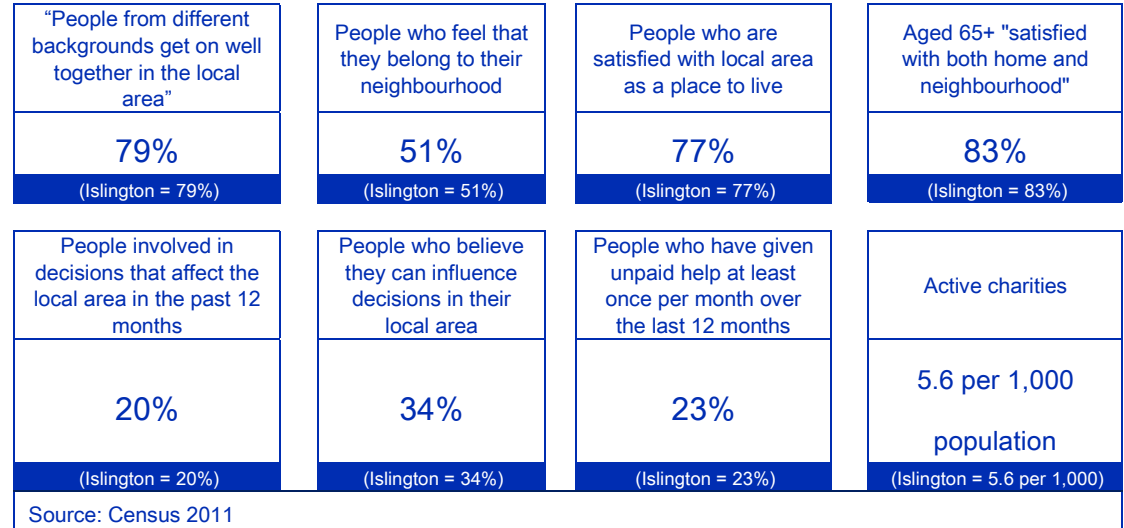 “People from different
backgrounds get on well
together in the local
area”
79%
(Islington = 79%)
People who feel that
they belong to their
neighbourhood
51%
(Islington = 51%)
People who are
satisfied with local area
as a place to live
77%
(Islington = 77%)
Aged 65+ "satisfied
with both home and
neighbourhood"
83%
(Islington = 83%)
People involved in
decisions that affect the
local area in the past 12
months
20%
(Islington = 20%)
People who believe
they can influence
decisions in their
local area
34%
(Islington = 34%)
People who have given
unpaid help at least
once per month over
the last 12 months
23%
(Islington = 23%)
Active charities
5.6 per 1,000
population
(Islington = 5.6 per 1,000)
Source: Census 2011